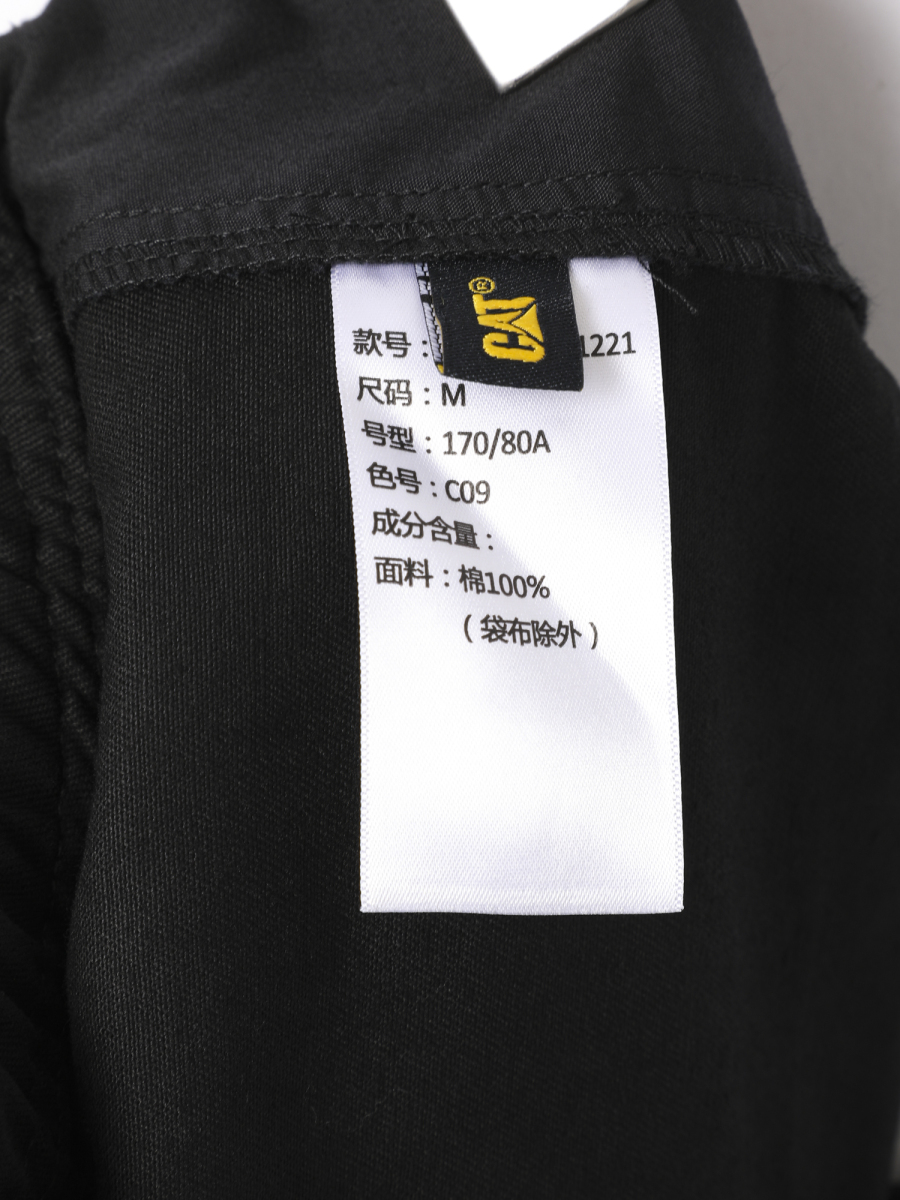 CAT®
款号：1221
尺码：M
号型：170/80A
色号：C09
成分含量：
面料：棉100%
（袋布除外）